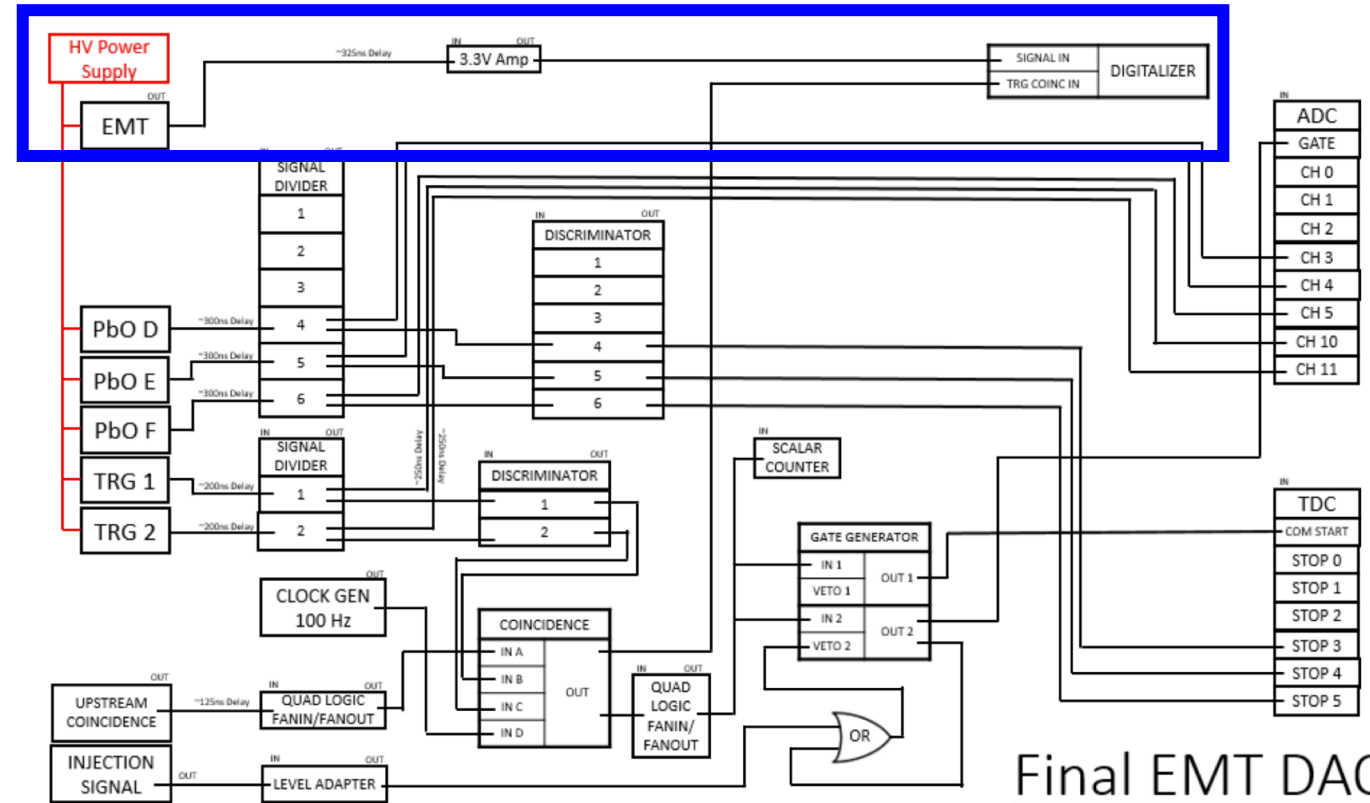 HV Power
Supply
OUT
EMT
~325ns Delay
IN OUT
3.3V Amp
SIGNAL IN
TRG COINC IN
DIGITALIZER
IN
ADC
GATE
CH 0
CH 1
CH 2
CH 3
CH 4
CH 5
CH 10
CH 11
SIGNAL
DIVIDER
1
2
3
4
5
6
IN OUT
DISCRIMINATOR
1
2
3
4
5
6
PbO D
~300ns Delay
PbO E
~300ns Delay
PbO F
~300ns Delay
TRG 1
~200ns Delay
TRG 2
~200ns Delay
IN OUT
SIGNAL
DIVIDER
1
2
~250ns Delay
~250ns Delay
IN OUT
DISCRIMINATOR
1
2
IN
SCALAR
COUNTER
OUT
CLOCK GEN
100 Hz
COINCIDENCE
IN A
IN B
IN C
IN D
OUT
GATE GENERATOR
IN 1
VETO 1
OUT 1
IN 2
VETO 2
OUT 2
IN
TDC
COM START
STOP 0
STOP 1
STOP 2
STOP 3
STOP 4
STOP 5
OUT
UPSTREAM
COINCIDENCE
~125ns Delay
IN OUT
QUAD LOGIC
FANIN/FANOUT
IN OUT
QUAD
LOGIC
FANIN/
FANOUT
INJECTION
SIGNAL
OUT
IN OUT
LEVEL ADAPTER
OR
Final EMT DAQ